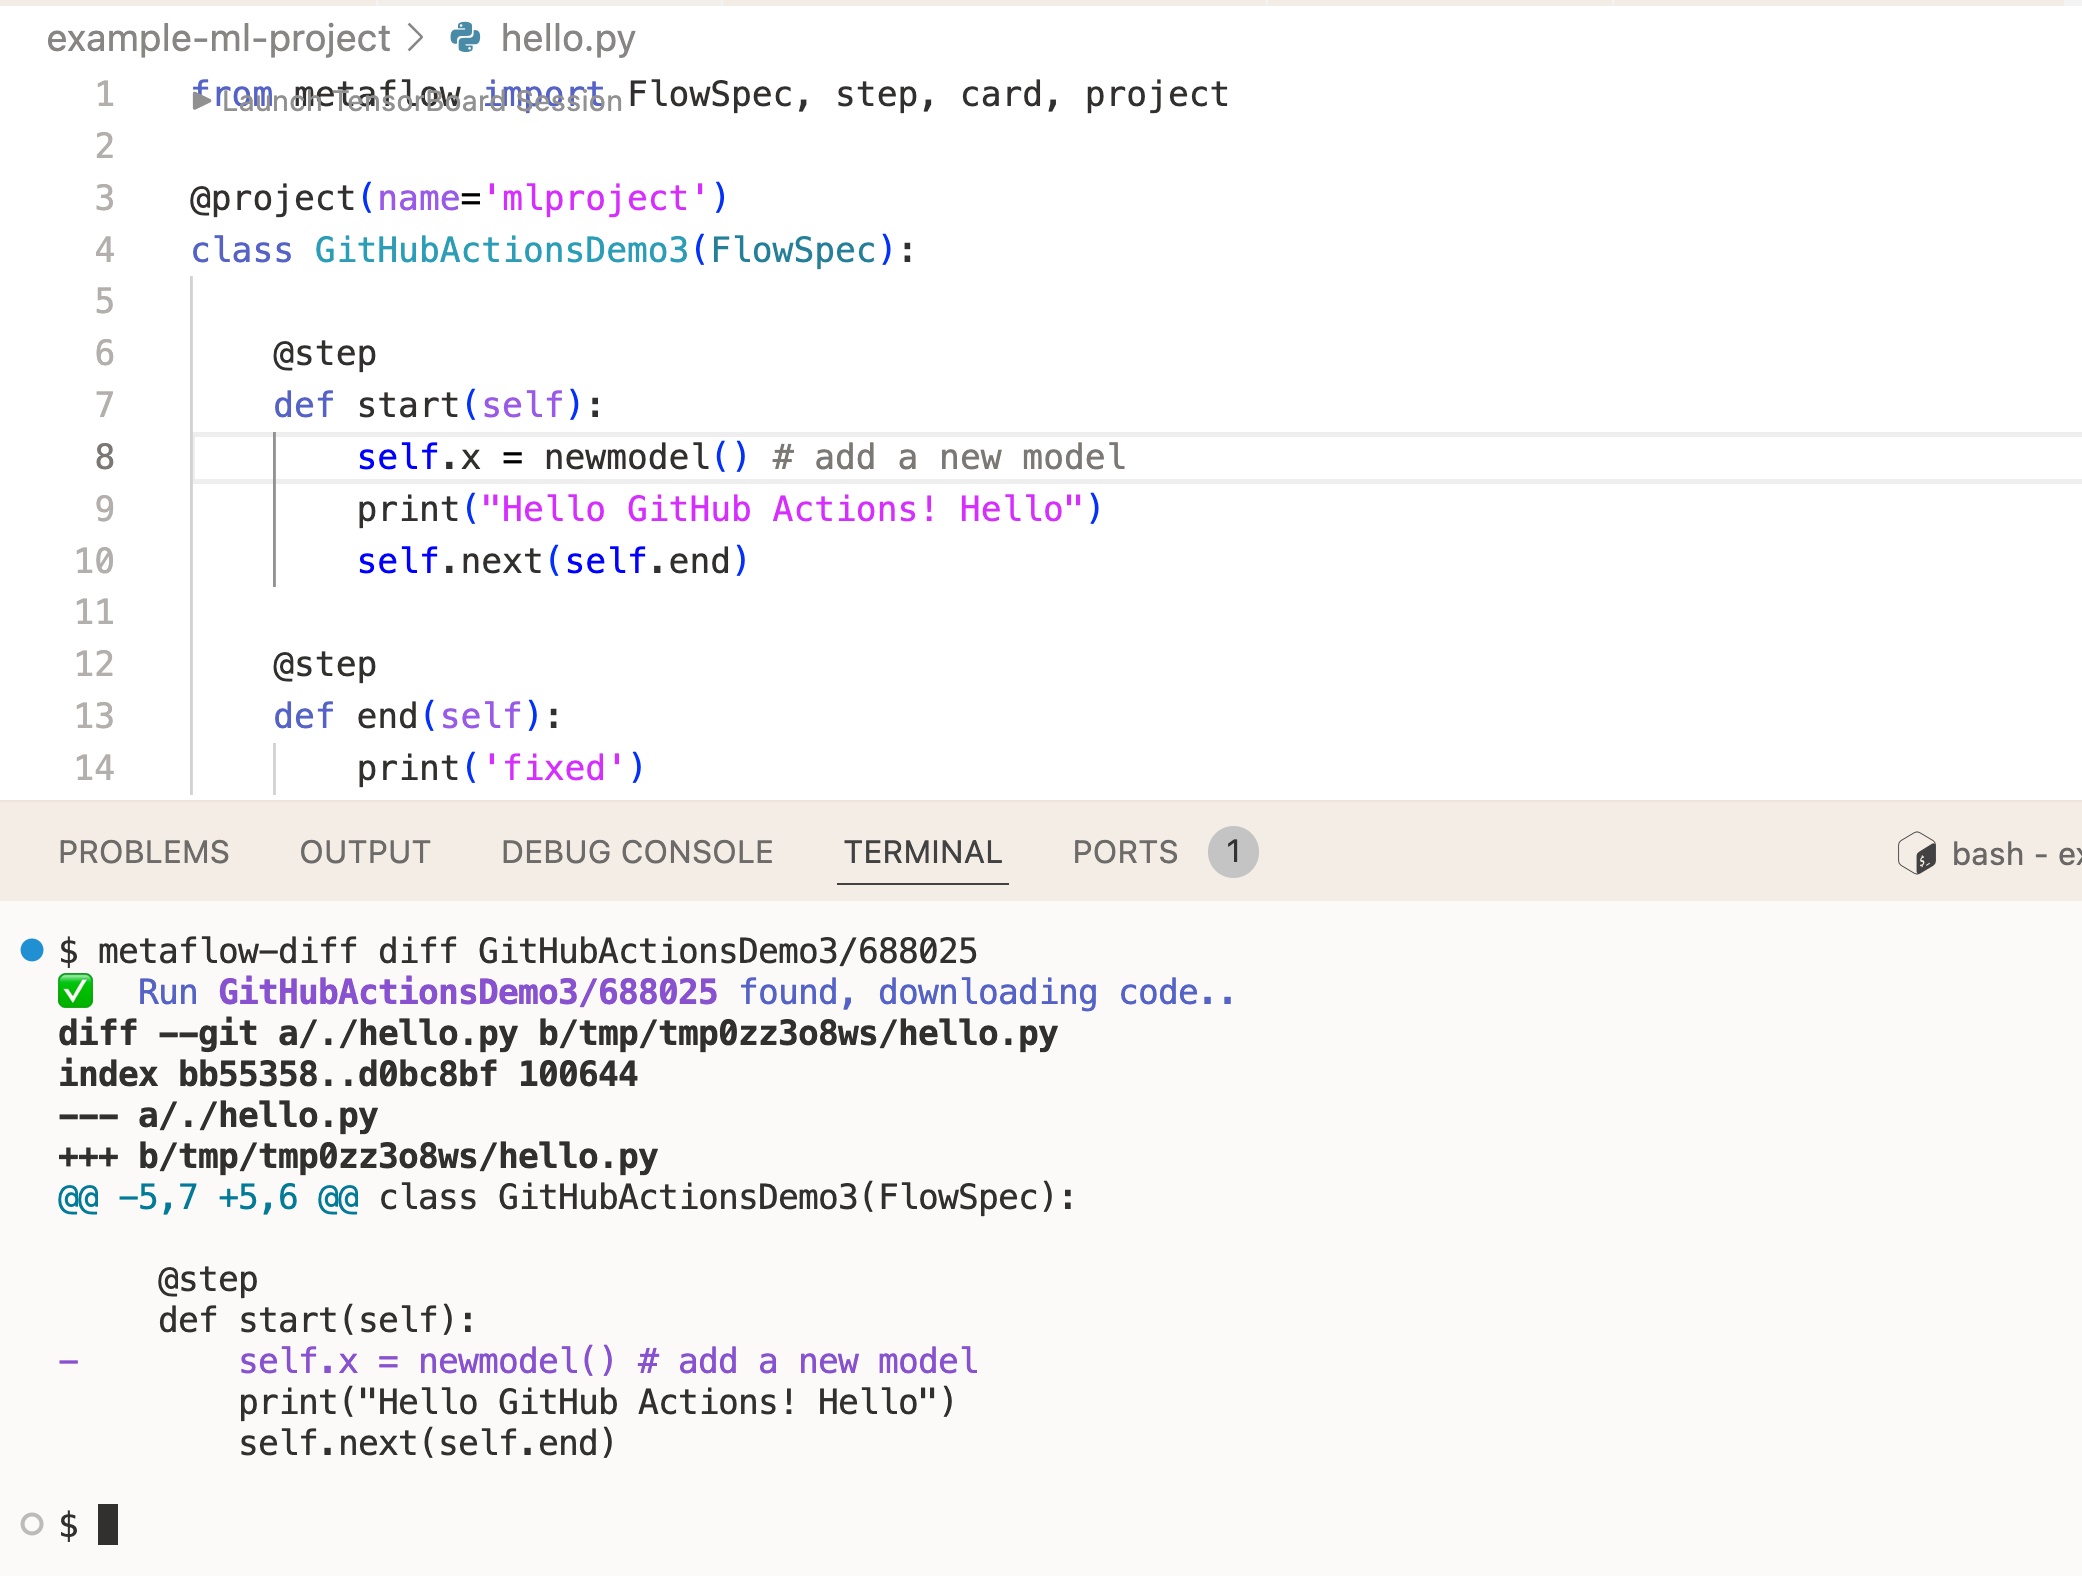 example-ml-project > hello.py
1 from metaflow import FlowSpec, step, card, project
▶ Launch TensorBoard Session
2
3 @project(name='mlproject')
4 class GitHubActionsDemo3(FlowSpec):
5
6     @step
7     def start(self):
8         self.x = newmodel() # add a new model
9         print("Hello GitHub Actions! Hello")
10         self.next(self.end)
11
12     @step
13     def end(self):
14         print('fixed')
PROBLEMS OUTPUT DEBUG CONSOLE TERMINAL PORTS 1 bash - ex
$ metaflow-diff diff GitHubActionsDemo3/688025
✅ Run GitHubActionsDemo3/688025 found, downloading code..
diff --git a/./hello.py b/tmp/tmp0zz3o8ws/hello.py
index bb55358..d0bc8bf 100644
--- a/./hello.py
+++ b/tmp/tmp0zz3o8ws/hello.py
@@ -5,7 +5,6 @@ class GitHubActionsDemo3(FlowSpec):
     @step
     def start(self):
-        self.x = newmodel() # add a new model
         print("Hello GitHub Actions! Hello")
         self.next(self.end)
$